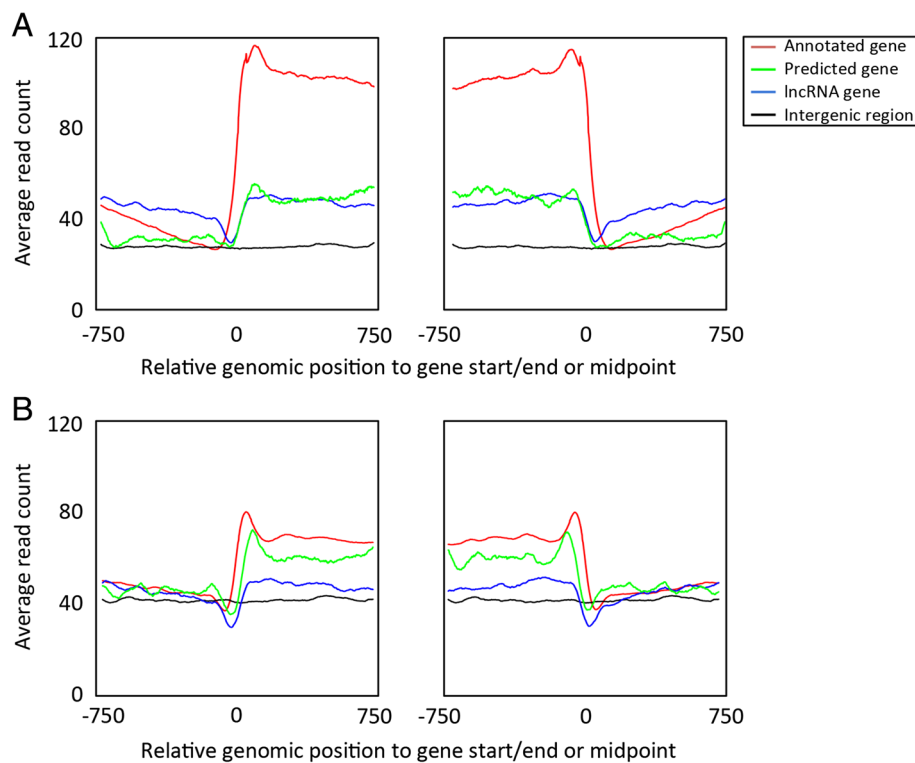 A
120
80
40
0
Average read count
-750 0 750
-750 0 750
Relative genomic position to gene start/end or midpoint
Annotated gene
Predicted gene
lncRNA gene
Intergenic region
B
120
80
40
0
Average read count
-750 0 750
-750 0 750
Relative genomic position to gene start/end or midpoint